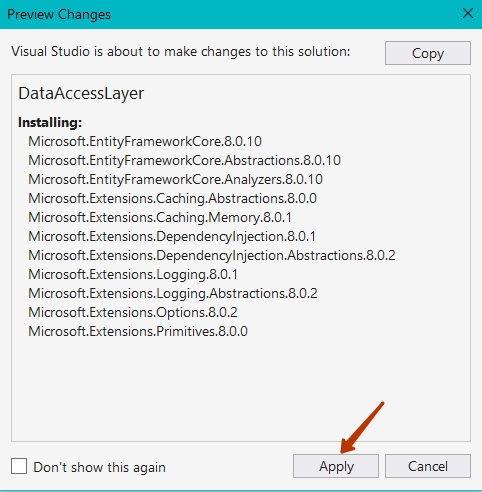 Preview Changes
Visual Studio is about to make changes to this solution:
Copy
DataAccessLayer
Installing:
Microsoft.EntityFrameworkCore.8.0.10
Microsoft.EntityFrameworkCore.Abstractions.8.0.10
Microsoft.EntityFrameworkCore.Analyzers.8.0.10
Microsoft.Extensions.Caching.Abstractions.8.0.0
Microsoft.Extensions.Caching.Memory.8.0.1
Microsoft.Extensions.DependencyInjection.8.0.1
Microsoft.Extensions.DependencyInjection.Abstractions.8.0.2
Microsoft.Extensions.Logging.8.0.1
Microsoft.Extensions.Logging.Abstractions.8.0.2
Microsoft.Extensions.Options.8.0.2
Microsoft.Extensions.Primitives.8.0.0
Don't show this again
Apply
Cancel